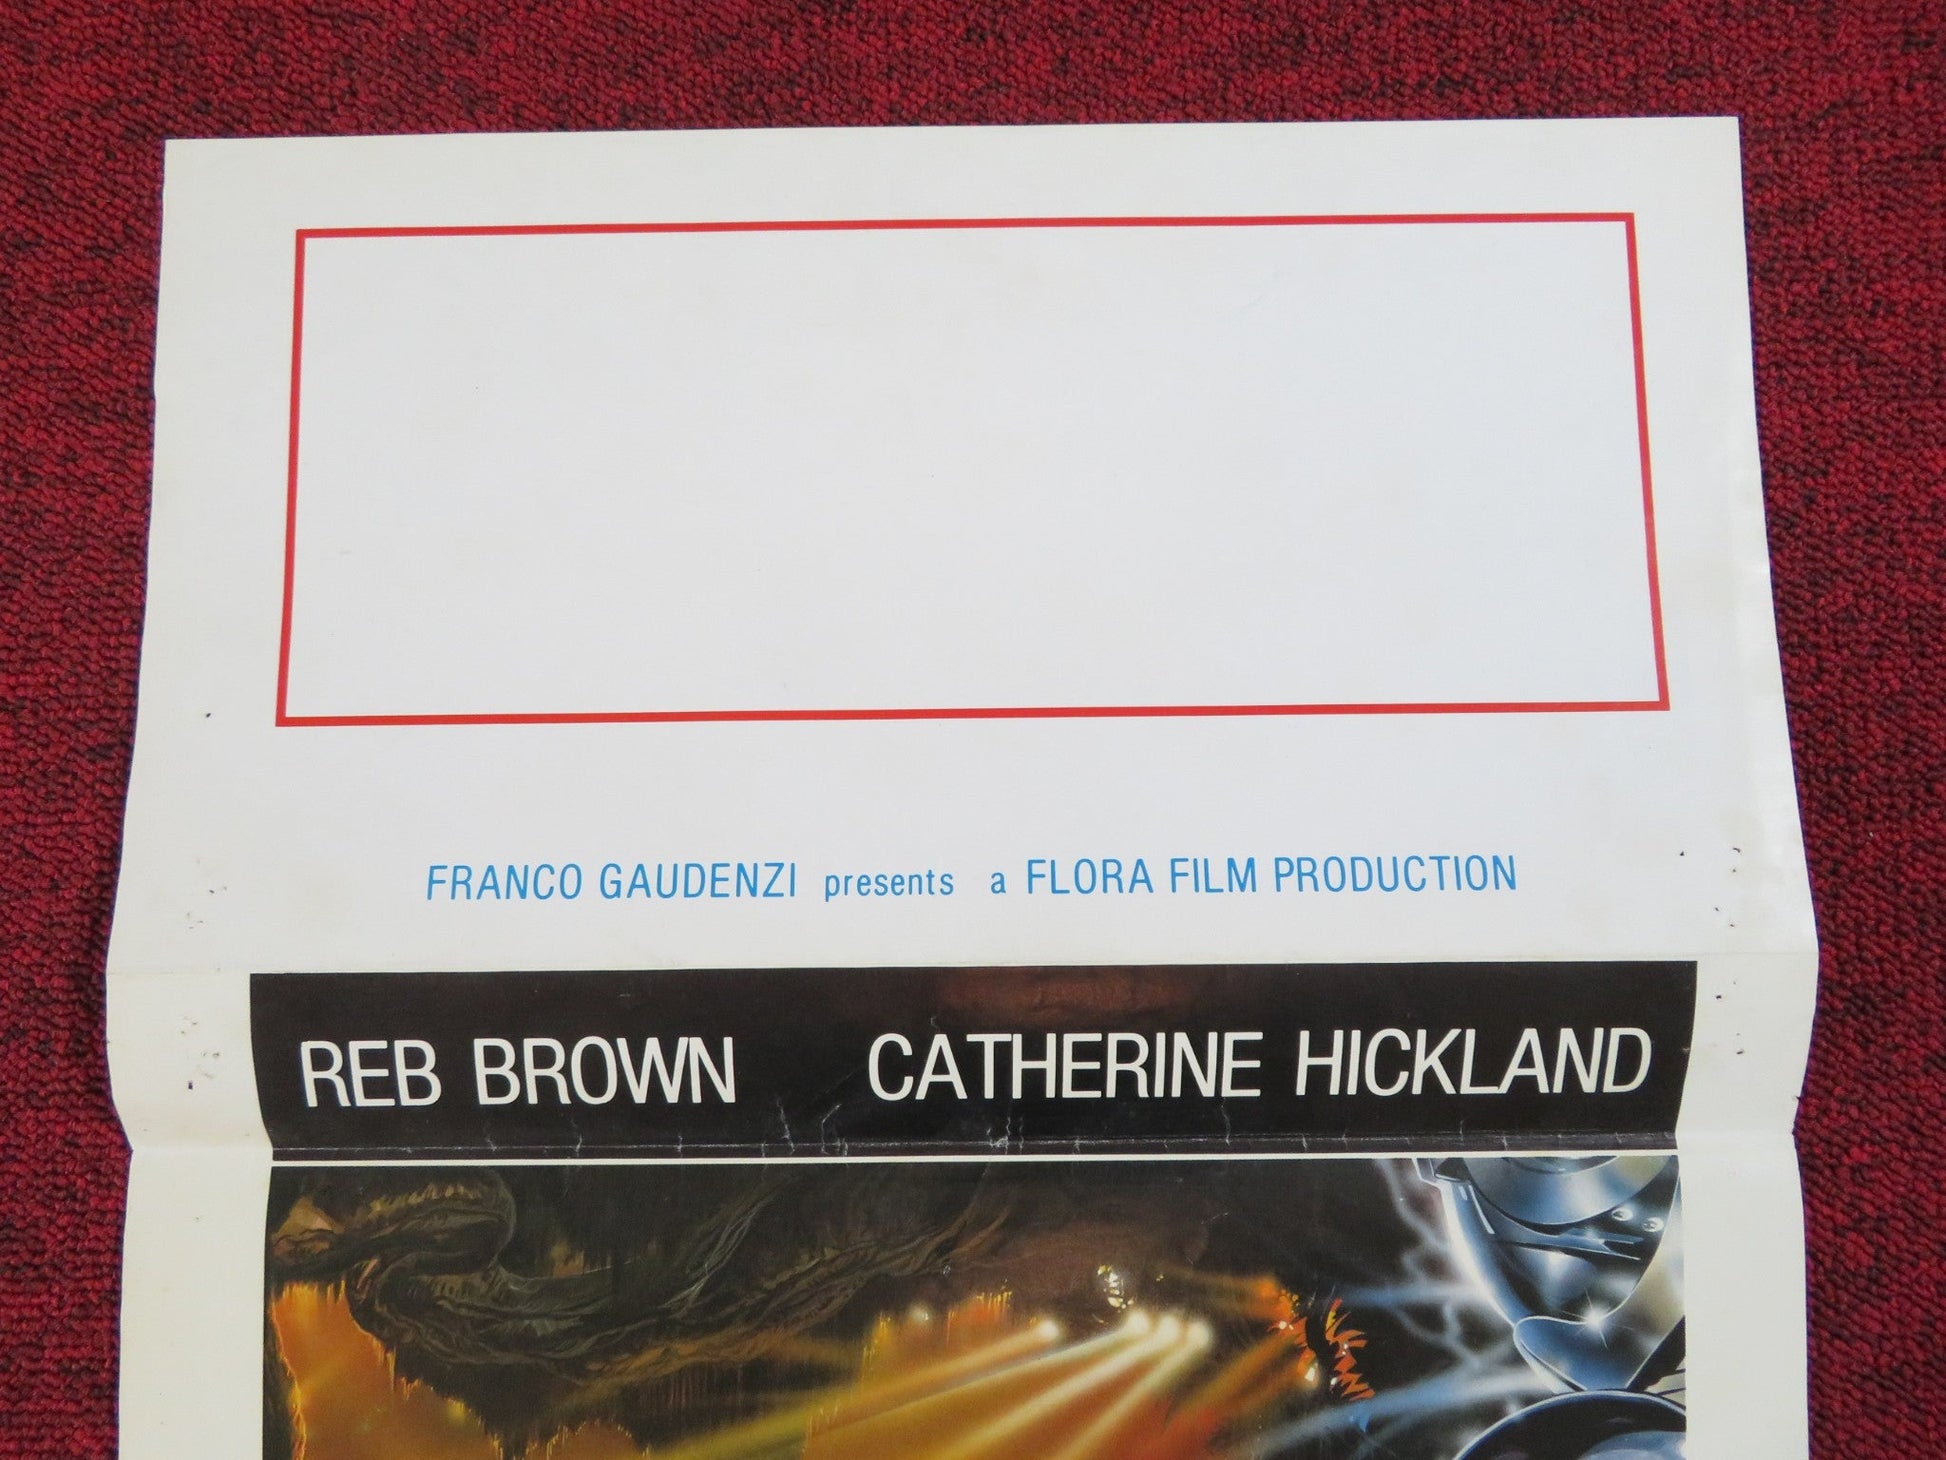 FRANCO GAUDENZI presents a FLORA FILM PRODUCTION
REB BROWN CATHERINE HICKLAND